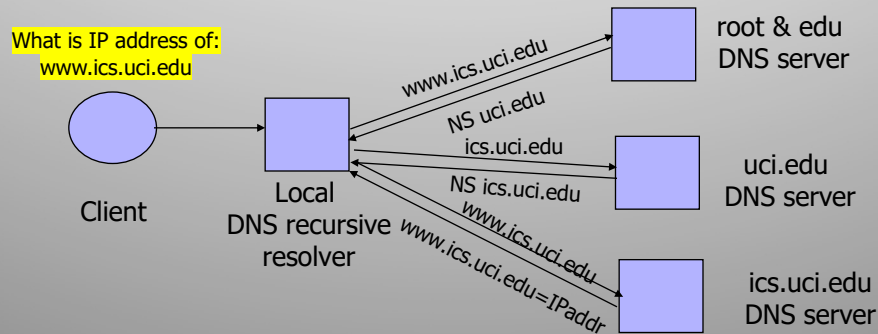 What is IP address of:
www.ics.uci.edu
Client
Local
DNS recursive
resolver
www.ics.uci.edu
NS uci.edu
root & edu
DNS server
ics.uci.edu
NS ics.uci.edu
uci.edu
DNS server
www.ics.uci.edu
www.ics.uci.edu=IPaddr
ics.uci.edu
DNS server